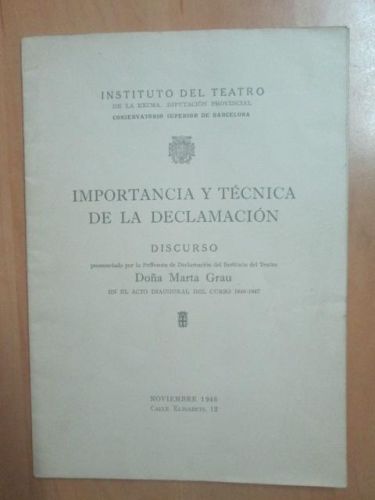 INSTITUTO DEL TEATRO
DE LA EXCMA. DIPUTACIÓN PROVINCIAL
CONSERVATORIO SUPERIOR DE BARCELONA
IMPORTANCIA Y TÉCNICA
DE LA DECLAMACIÓN
DISCURSO
pronunciado por la Profesora de Declamación del Instituto del Teatro
Doña Marta Grau
EN EL ACTO INAUGURAL DEL CURSO 1946-1947
NOVIEMBRE 1946
CALLE ELISABETS, 12